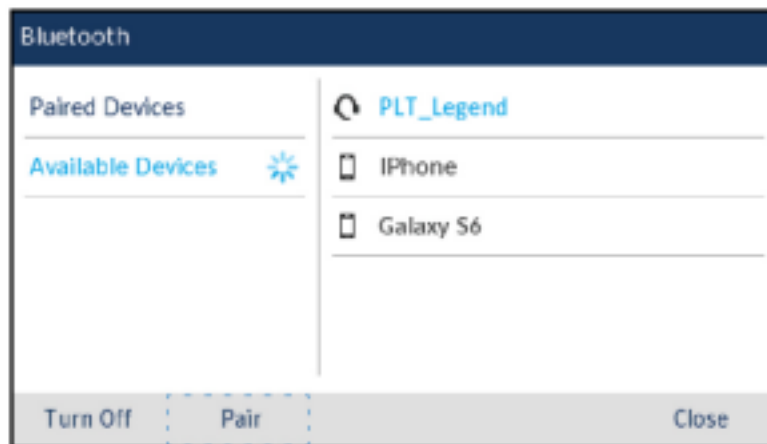 Bluetooth
Paired Devices
Available Devices
PLT_Legend
IPhone
Galaxy S6
Turn Off
Pair
Close